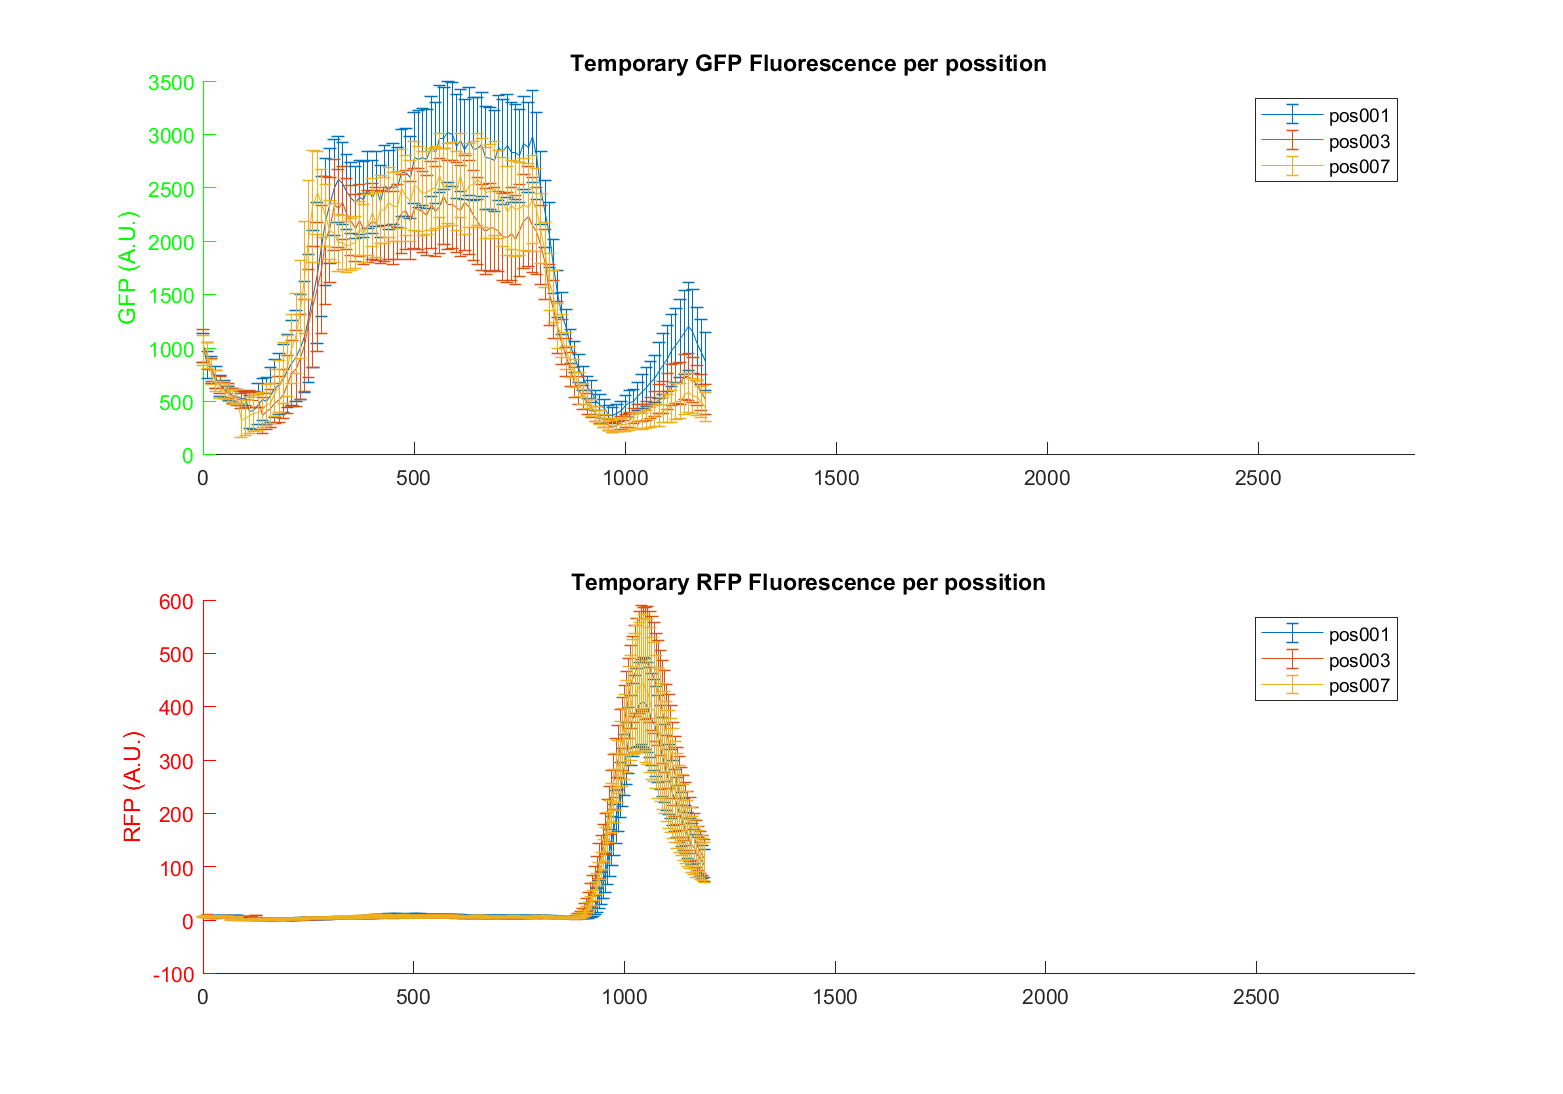 Temporary GFP Fluorescence per possition
3500
3000
2500
2000
1500
1000
500
0
GFP (A.U.)
0 500 1000 1500 2000 2500
pos001
pos003
pos007
Temporary RFP Fluorescence per possition
600
500
400
300
200
100
0
-100
RFP (A.U.)
0 500 1000 1500 2000 2500
pos001
pos003
pos007